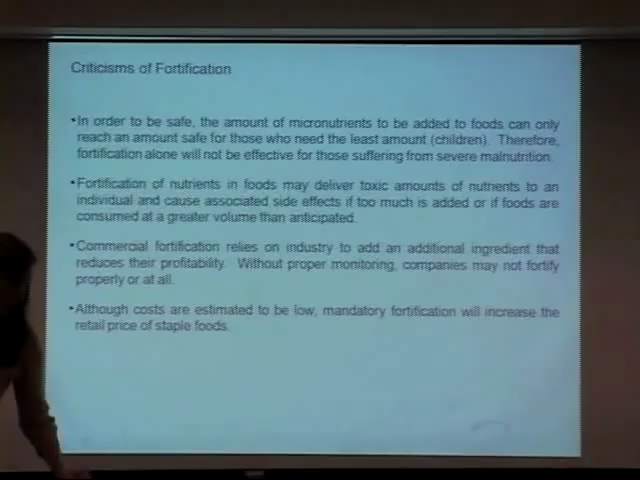 Criticisms of Fortification
•In order to be safe, the amount of micronutrients to be added to foods can only
reach an amount safe for those who need the least amount (children). Therefore,
fortification alone will not be effective for those suffering from severe malnutrition.
•Fortification of nutrients in foods may deliver toxic amounts of nutrients to an
individual and cause associated side effects if too much is added or if foods are
consumed at a greater volume than anticipated.
•Commercial fortification relies on industry to add an additional ingredient that
reduces their profitability. Without proper monitoring, companies may not fortify
properly or at all.
•Although costs are estimated to be low, mandatory fortification will increase the
retail price of staple foods.